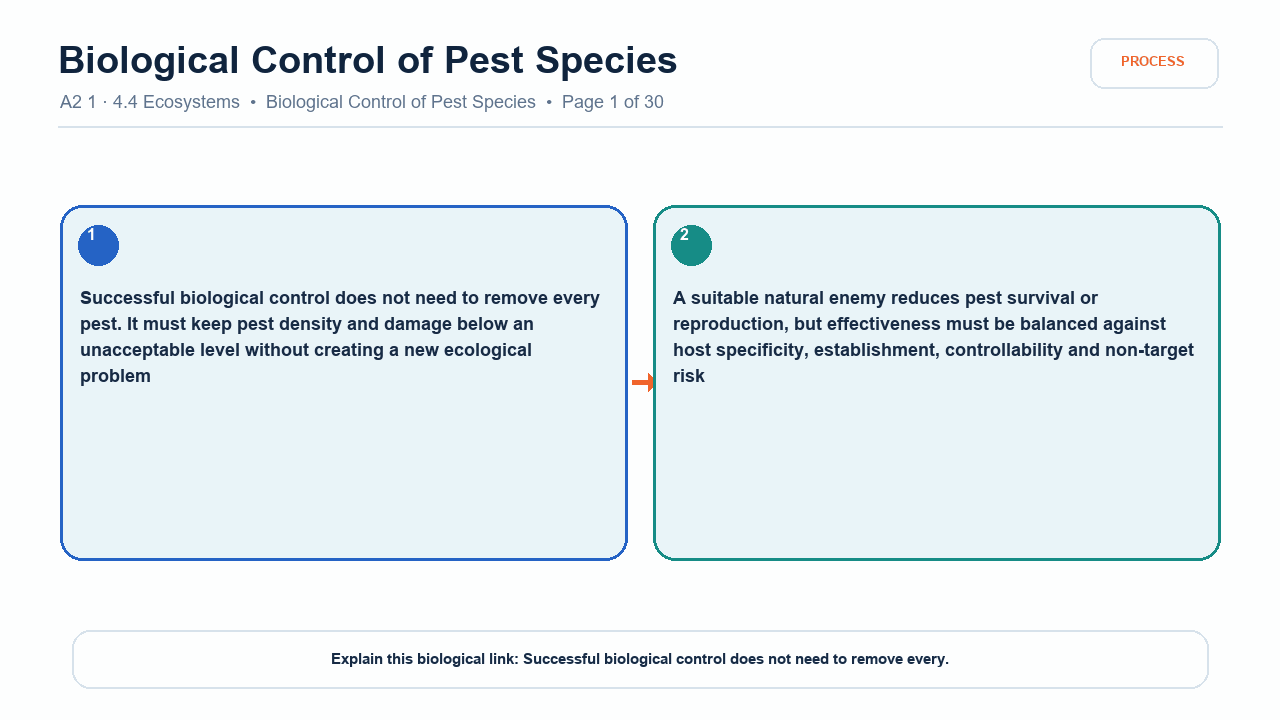 Biological Control of Pest Species
PROCESS
A2 1 · 4.4 Ecosystems • Biological Control of Pest Species • Page 1 of 30
1
Successful biological control does not need to remove every
pest. It must keep pest density and damage below an
unacceptable level without creating a new ecological
problem
2
A suitable natural enemy reduces pest survival or
reproduction, but effectiveness must be balanced against
host specificity, establishment, controllability and non-target
risk
Explain this biological link: Successful biological control does not need to remove every.